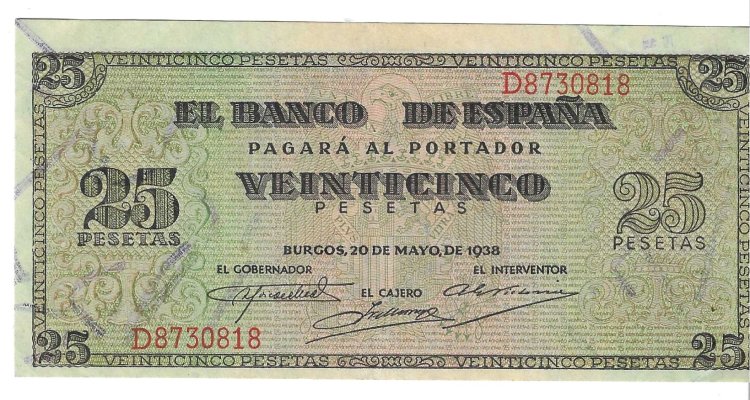 25 VEINTICINCO PESETAS VEINTICINCO PESETAS 25
D8730818
EL BANCO DE ESPAÑA
PAGARÁ AL PORTADOR
VEINTICINCO
PESETAS
25 PESETAS
25 PESETAS
BURGOS, 20 DE MAYO, DE 1938
EL GOBERNADOR EL INTERVENTOR
EL CAJERO
D8730818
VEINTICINCO PESETAS
25 VEINTICINCO PESETAS VEINTICINCO PESETAS 25